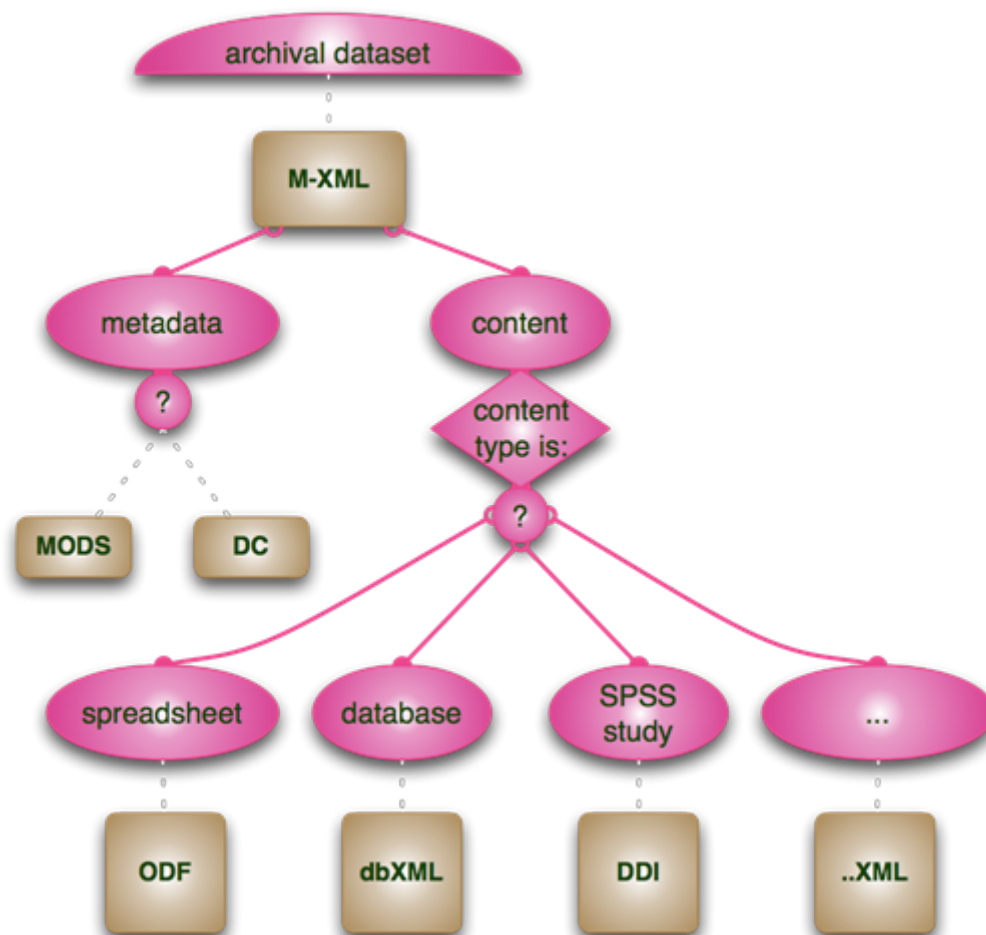 archival dataset
M-XML
metadata
content
?
content
type is:
MODS
DC
?
spreadsheet
database
SPSS
study
...
ODF
dbXML
DDI
..XML